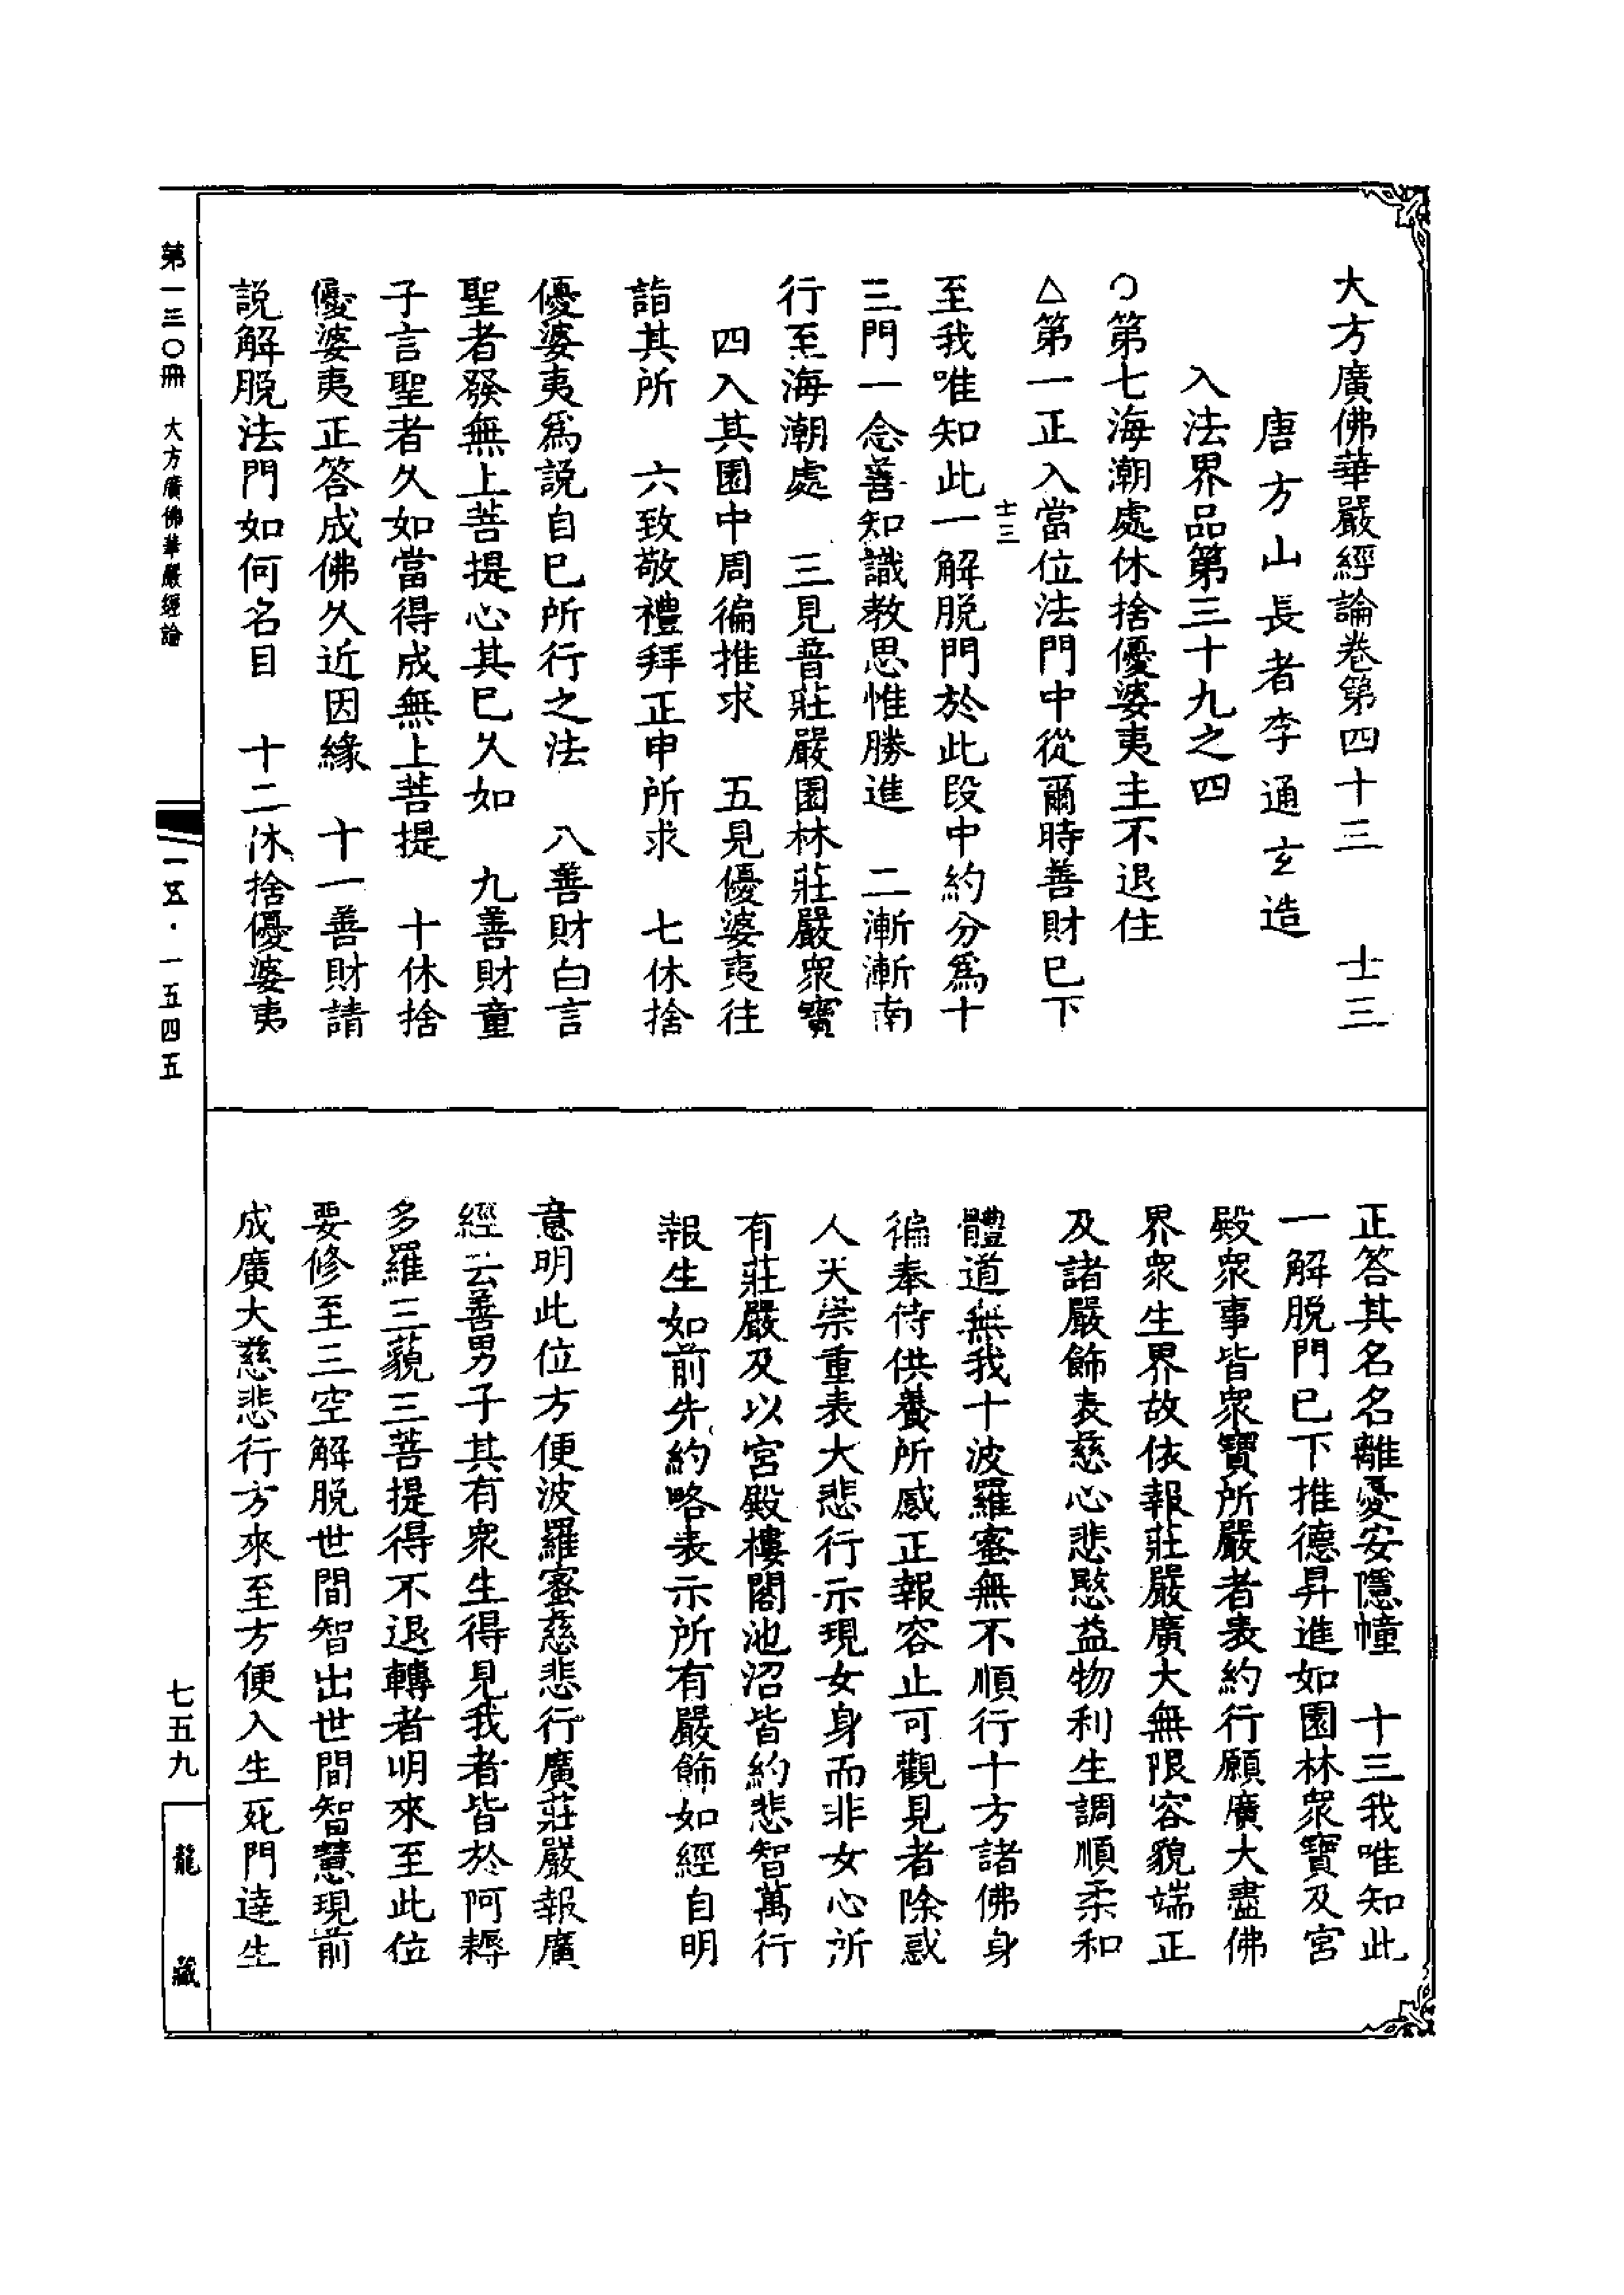 大方廣佛華嚴經論卷第四十三　士三
唐方山長者李通玄造
入法界品第三十九之四
○第七海潮處休捨優婆夷主不退住
△第一正入當位法門中從爾時善財已下
士三
至我唯知此一解脱門於此段中約分爲十
三門一念善知識教思惟勝進　二漸漸南
行至海潮處　三見普莊嚴園林莊嚴衆寶
四入其園中周徧推求　五見優婆夷往
詣其所　六致敬禮拜正申所求　七休捨
優婆夷爲説自已所行之法　八善財白言
聖者發無上菩提心其巳久如　九善財童
子言聖者久如當得成無上菩提　十休捨
優婆夷正答成佛久近因緣　十一善財請
説解脱法門如何名目　十二休捨優婆夷
正答其名名離憂安隱幢　十三我唯知此
一解脱門已下推德昇進如園林衆寶及宮
殿衆事皆衆寶所嚴者表約行願廣大盡佛
界衆生界故依報莊嚴廣大無限容貌端正
及諸嚴飾表慈心悲愍益物利生調順柔和
體道無我十波羅蜜無不順行十方諸佛身
徧奉侍供養所感正報容止可觀見者除惑
人天崇重表大悲行示現女身而非女心所
有莊嚴及以宮殿樓閣池沼皆約悲智萬行
報生如前先約略表示所有嚴飾如經自明
意明此位方便波羅蜜慈悲行廣莊嚴報廣
經云善男子其有衆生得見我者皆於阿耨
多羅三藐三菩提得不退轉者明來至此位
要修至三空解脱世間智出世間智慧現前
成廣大慈悲行方來至方便入生死門逹生
第一三〇冊　大方廣佛華嚴經論
一五·一五四五
七五九
龍藏